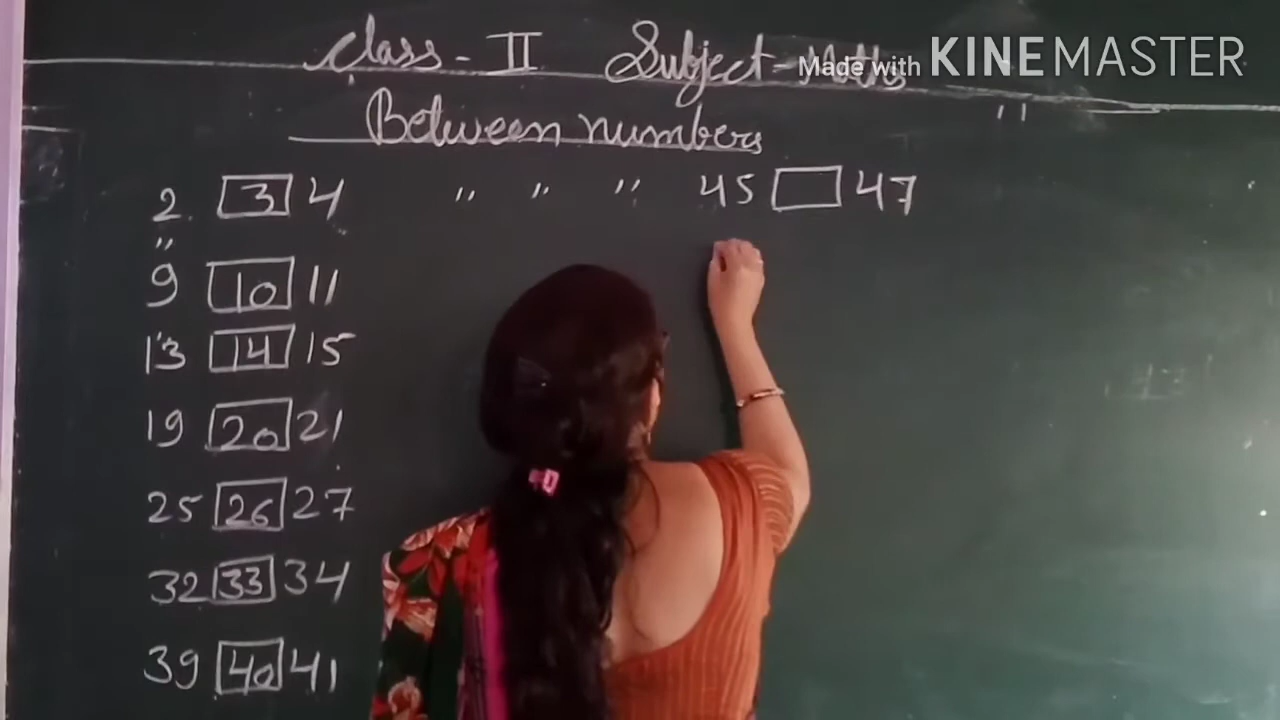 Class - II Subject - Maths
Made with KINEMASTER
Between numbers
2 3 4 " " " 45 47
"
9 10 11
13 14 15
19 20 21
25 26 27
32 33 34
39 40 41